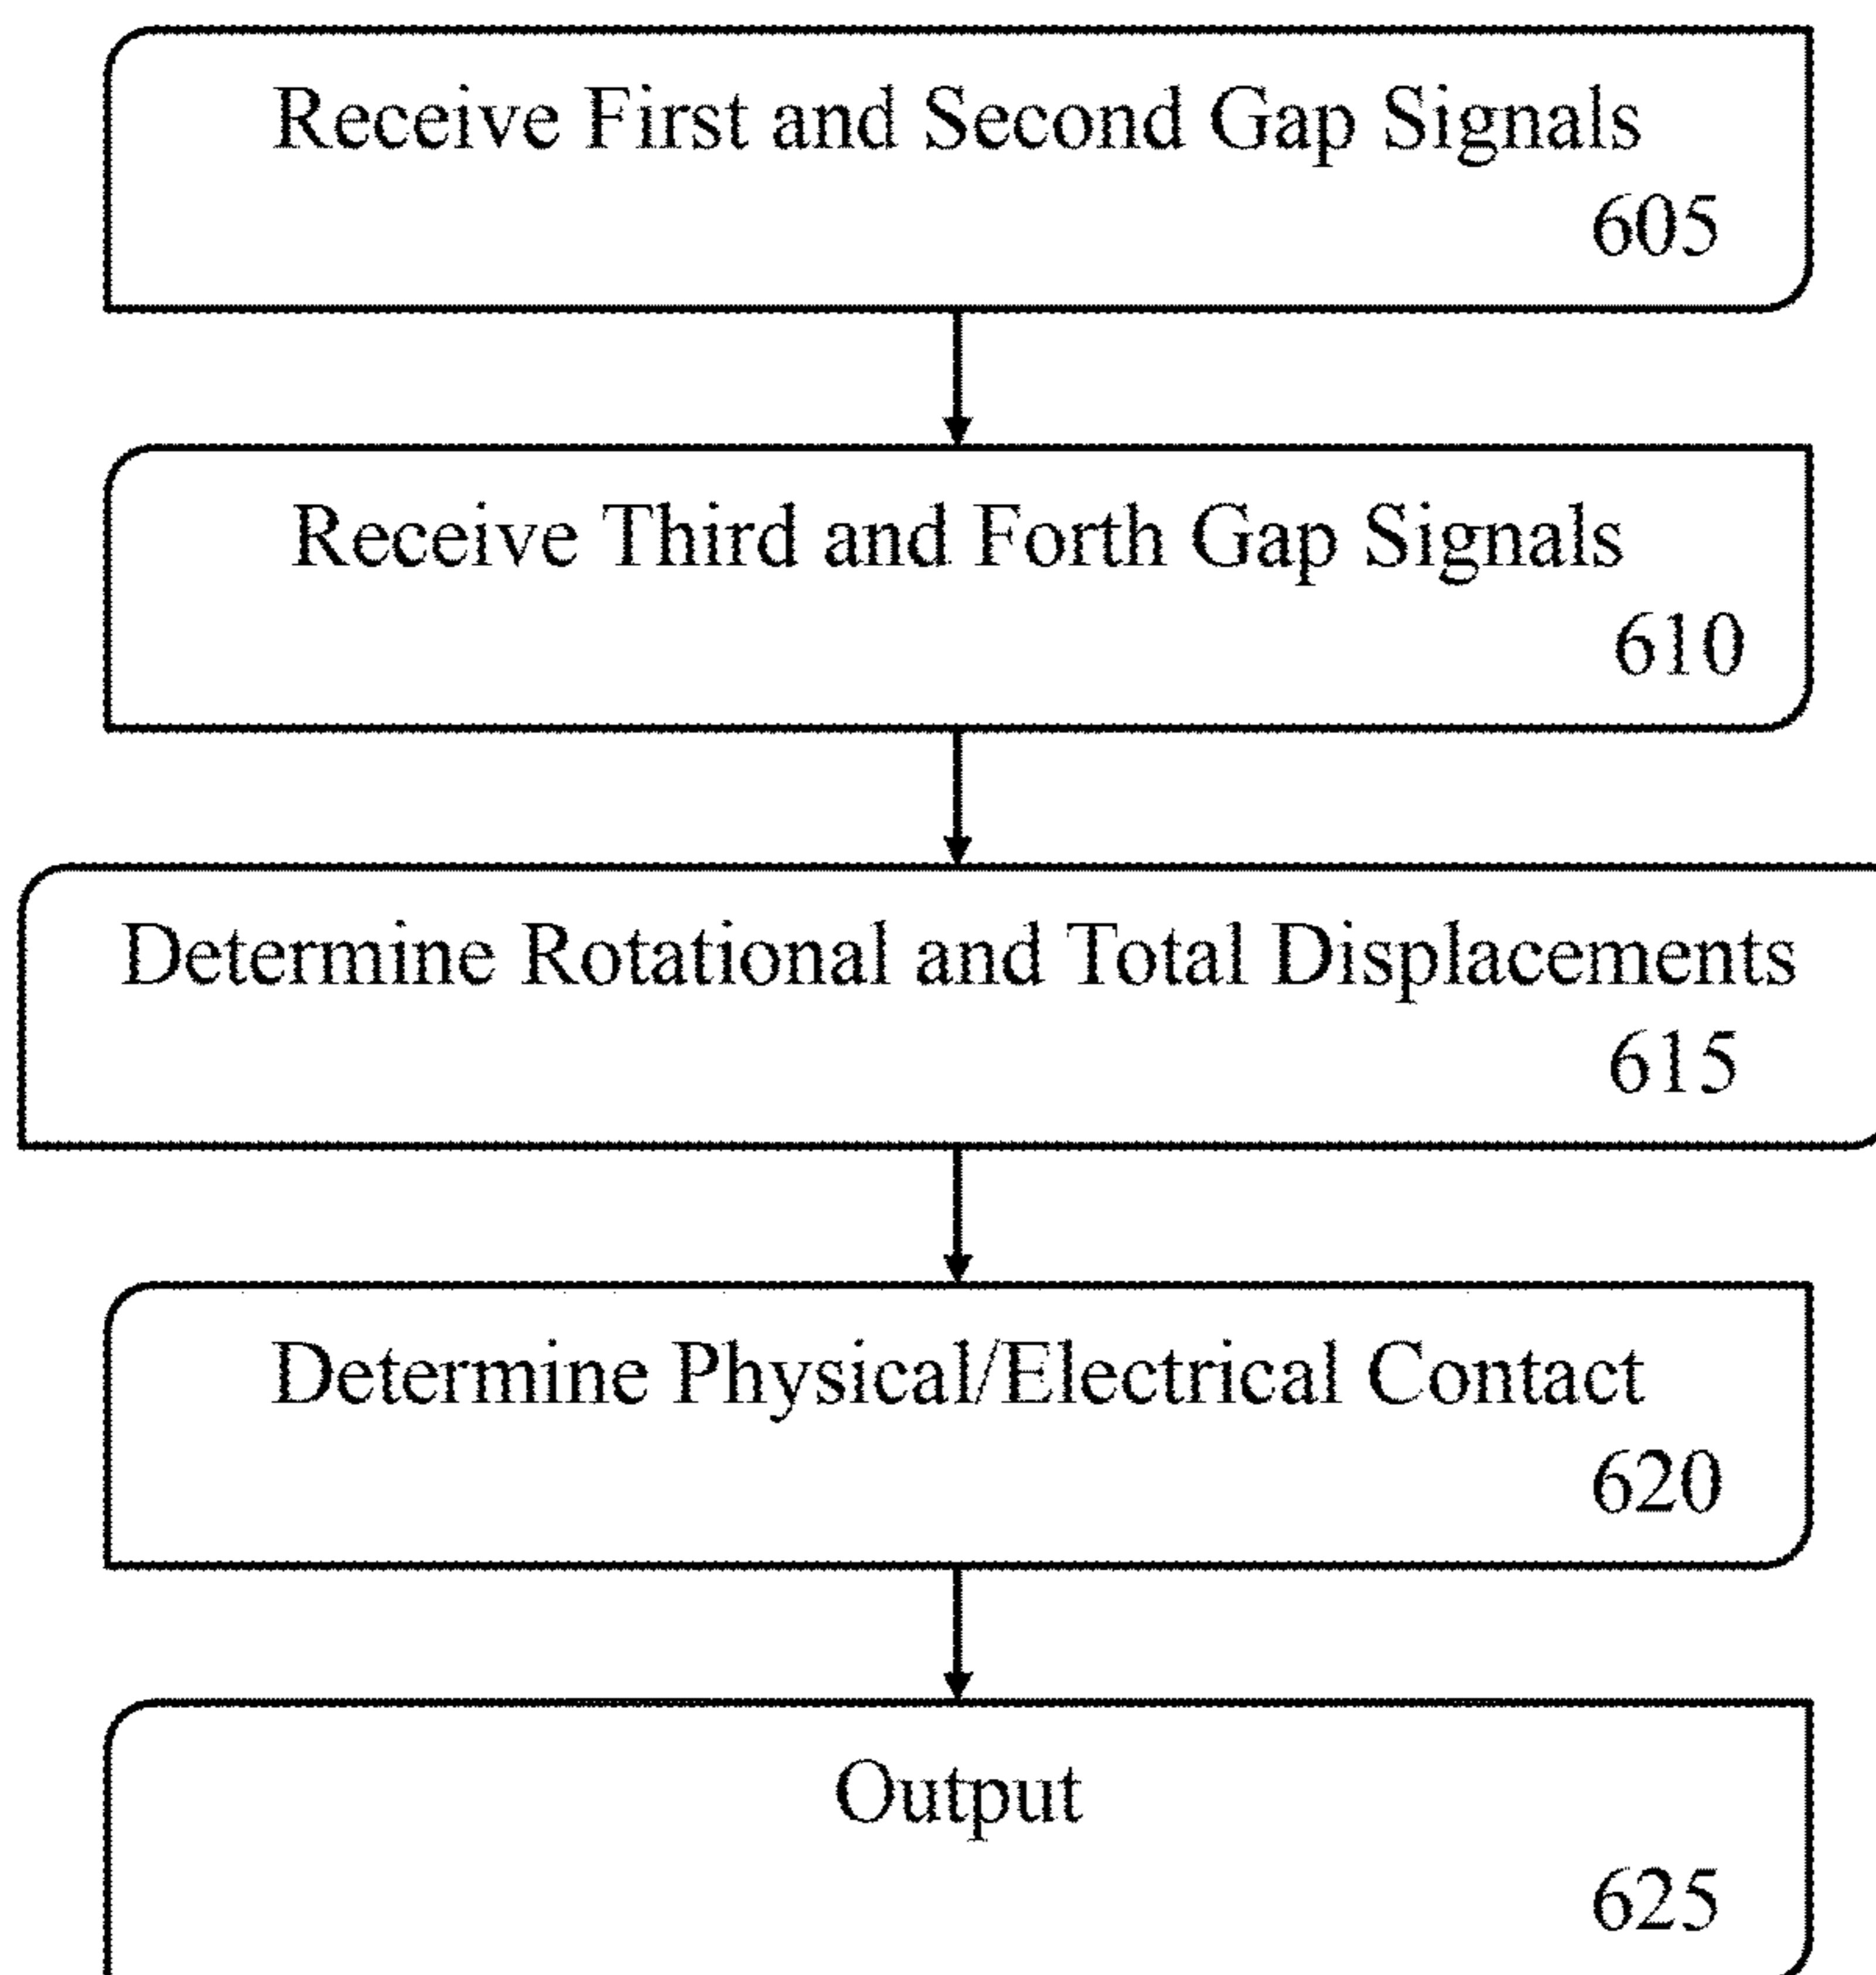 Receive First and Second Gap Signals
605
Receive Third and Forth Gap Signals
610
Determine Rotational and Total Displacements
615
Determine Physical/Electrical Contact
620
Output
625